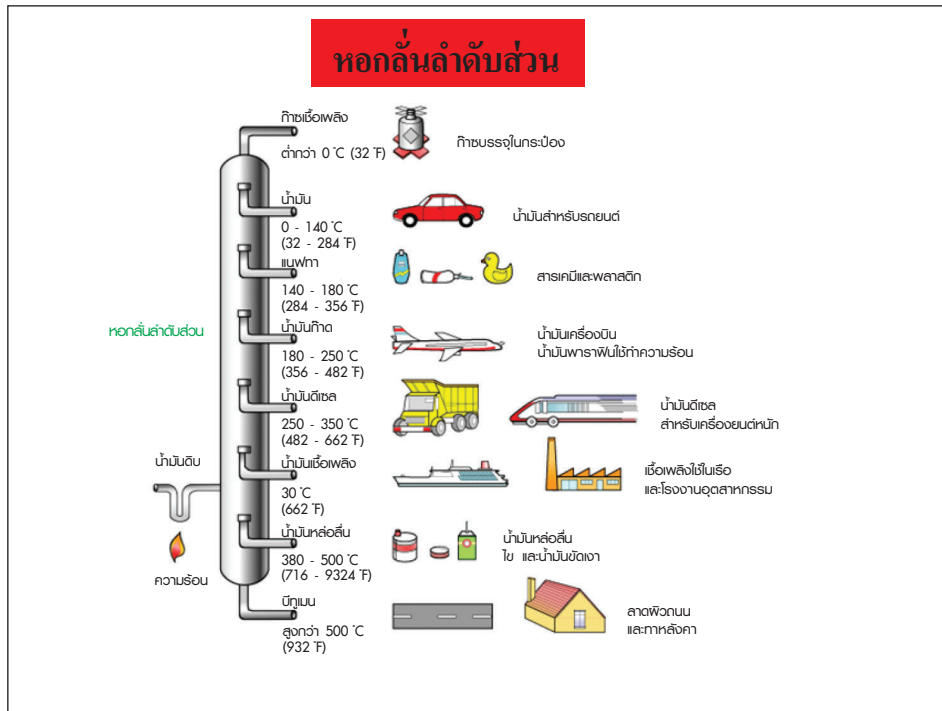 หอกลั่นลำดับส่วน
ก๊าซเชื้อเพลิง
ต่ำกว่า 0 °C (32 °F)
ก๊าซบรรจุในกระป๋อง
น้ำมัน
0 - 140 °C
(32 - 284 °F)
น้ำมันสำหรับรถยนต์
แนฟทา
140 - 180 °C
(284 - 356 °F)
สารเคมีและพลาสติก
หอกลั่นลำดับส่วน
น้ำมันก๊าด
180 - 250 °C
(356 - 482 °F)
น้ำมันเครื่องบิน
น้ำมันพาราฟินใช้ทำความร้อน
น้ำมันดีเซล
250 - 350 °C
(482 - 662 °F)
น้ำมันดีเซล
สำหรับเครื่องยนต์หนัก
น้ำมันดิบ
น้ำมันเชื้อเพลิง
30 °C
(662 °F)
เชื้อเพลิงใช้ในเรือ
และโรงงานอุตสาหกรรม
น้ำมันหล่อลื่น
380 - 500 °C
(716 - 9324 °F)
น้ำมันหล่อลื่น
ไข และน้ำมันขัดเงา
ความร้อน
บีทูเมน
สูงกว่า 500 °C
(932 °F)
ลาดผิวถนน
และทาหลังคา